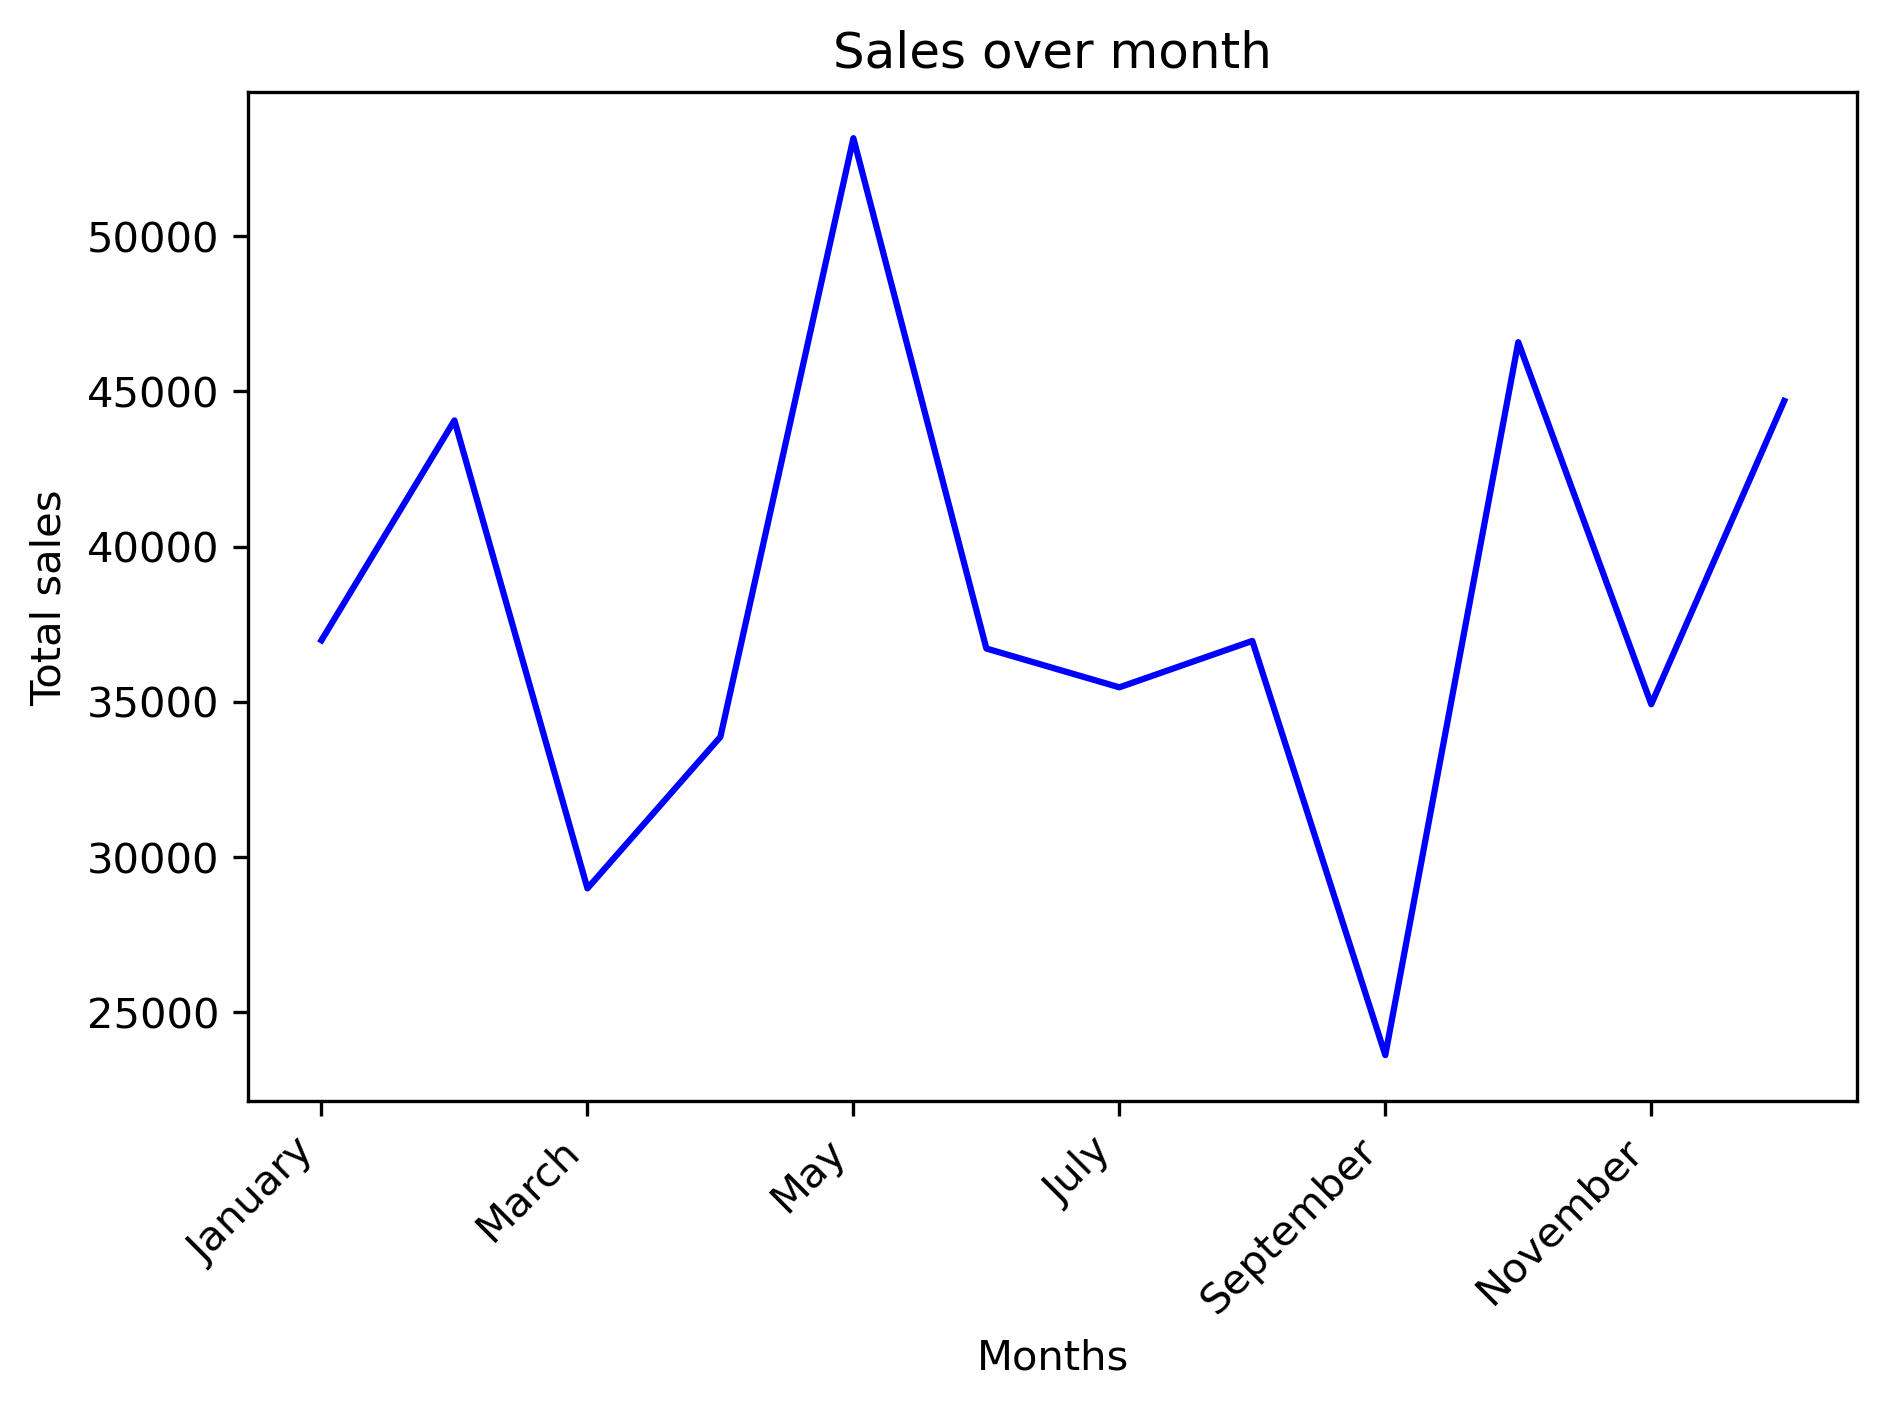 Sales over month
50000
45000
40000
35000
30000
25000
Total sales
January
March
May
July
September
November
Months